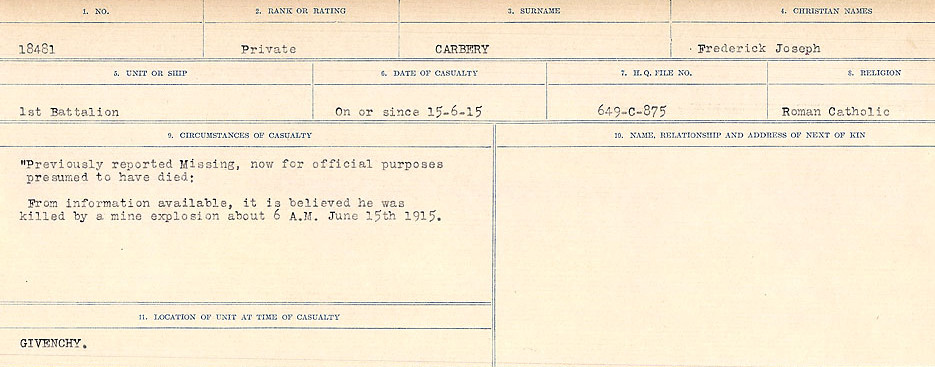 1. NO.
2. RANK OR RATING
3. SURNAME
4. CHRISTIAN NAMES
18481
Private
CARBERY
Frederick Joseph
5. UNIT OR SHIP
6. DATE OF CASUALTY
7. H.Q. FILE NO.
8. RELIGION
1st Battalion
On or since 15-6-15
649-C-875
Roman Catholic
9. CIRCUMSTANCES OF CASUALTY
"Previously reported Missing, now for official purposes
presumed to have died:
From information available, it is believed he was
killed by a mine explosion about 6 A.M. June 15th 1915.
10. NAME, RELATIONSHIP AND ADDRESS OF NEXT OF KIN
11. LOCATION OF UNIT AT TIME OF CASUALTY
GIVENCHY.